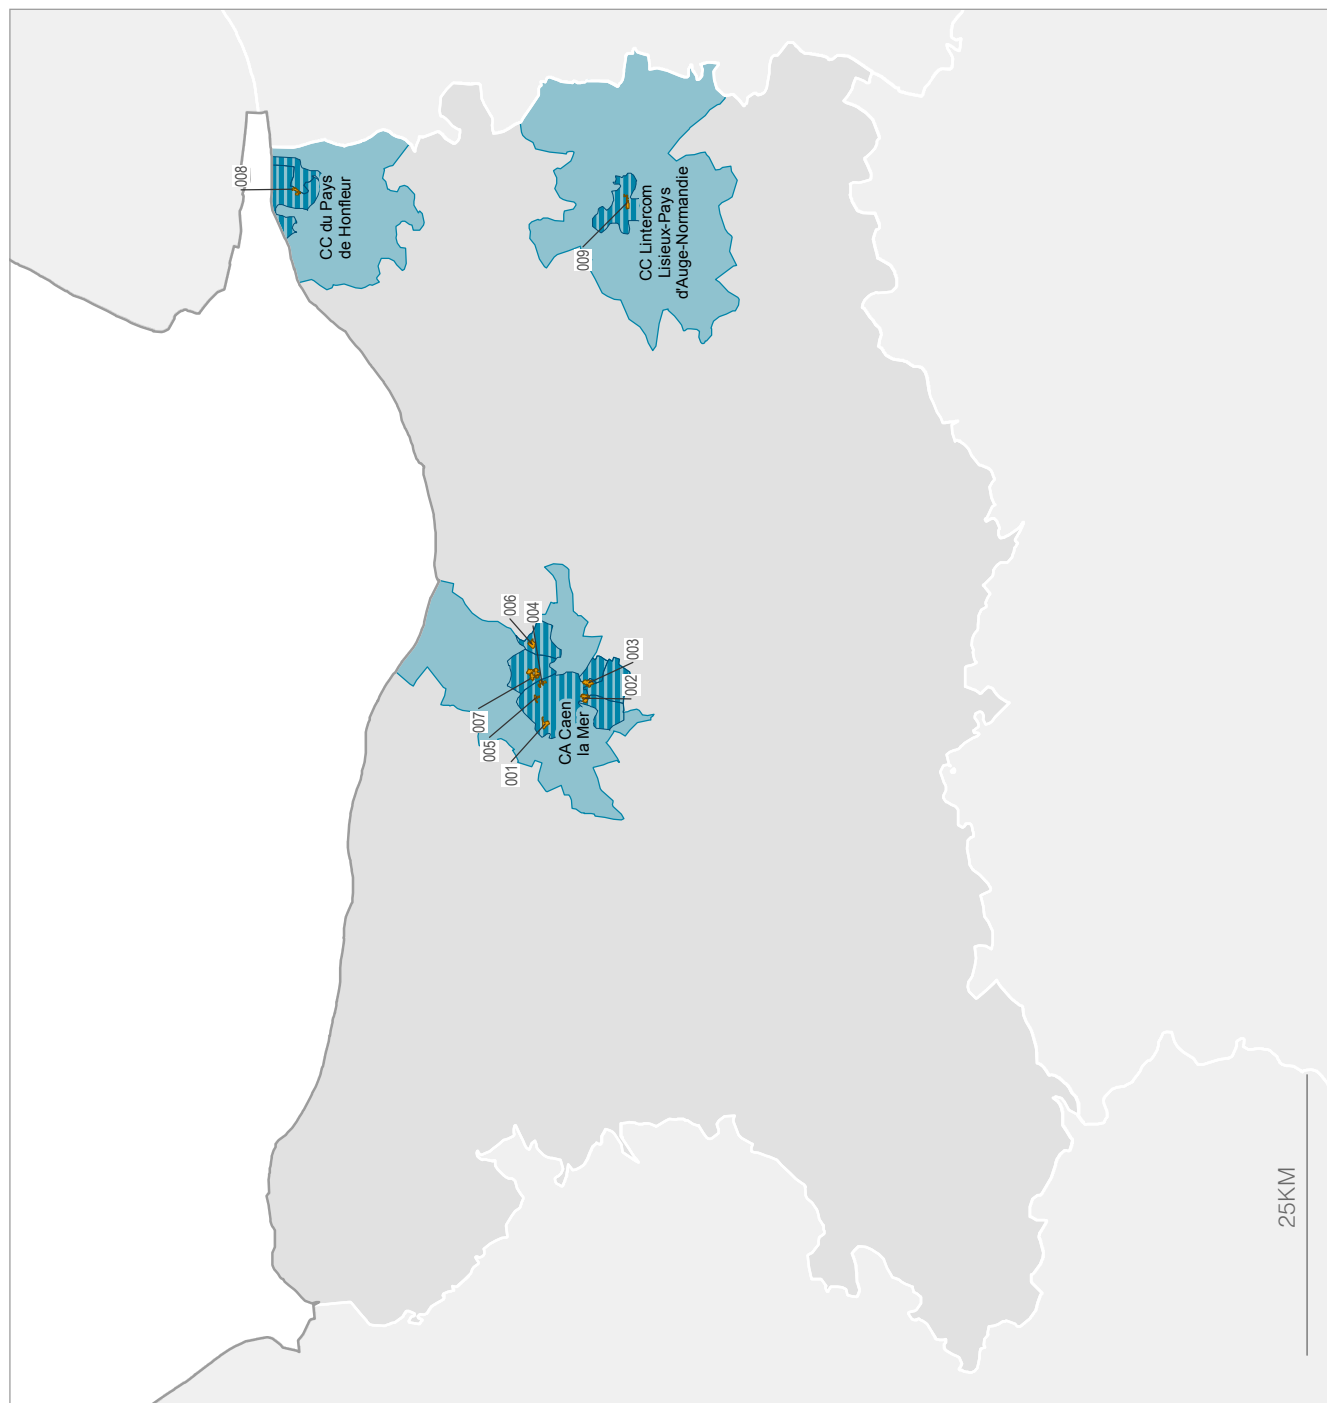 008
CC du Pays
de Honfleur
009
CC Lintercom
Lisieux-Pays
d'Auge-Normandie
006
004
003
002
007
005
001
CA Caen
la Mer
25KM